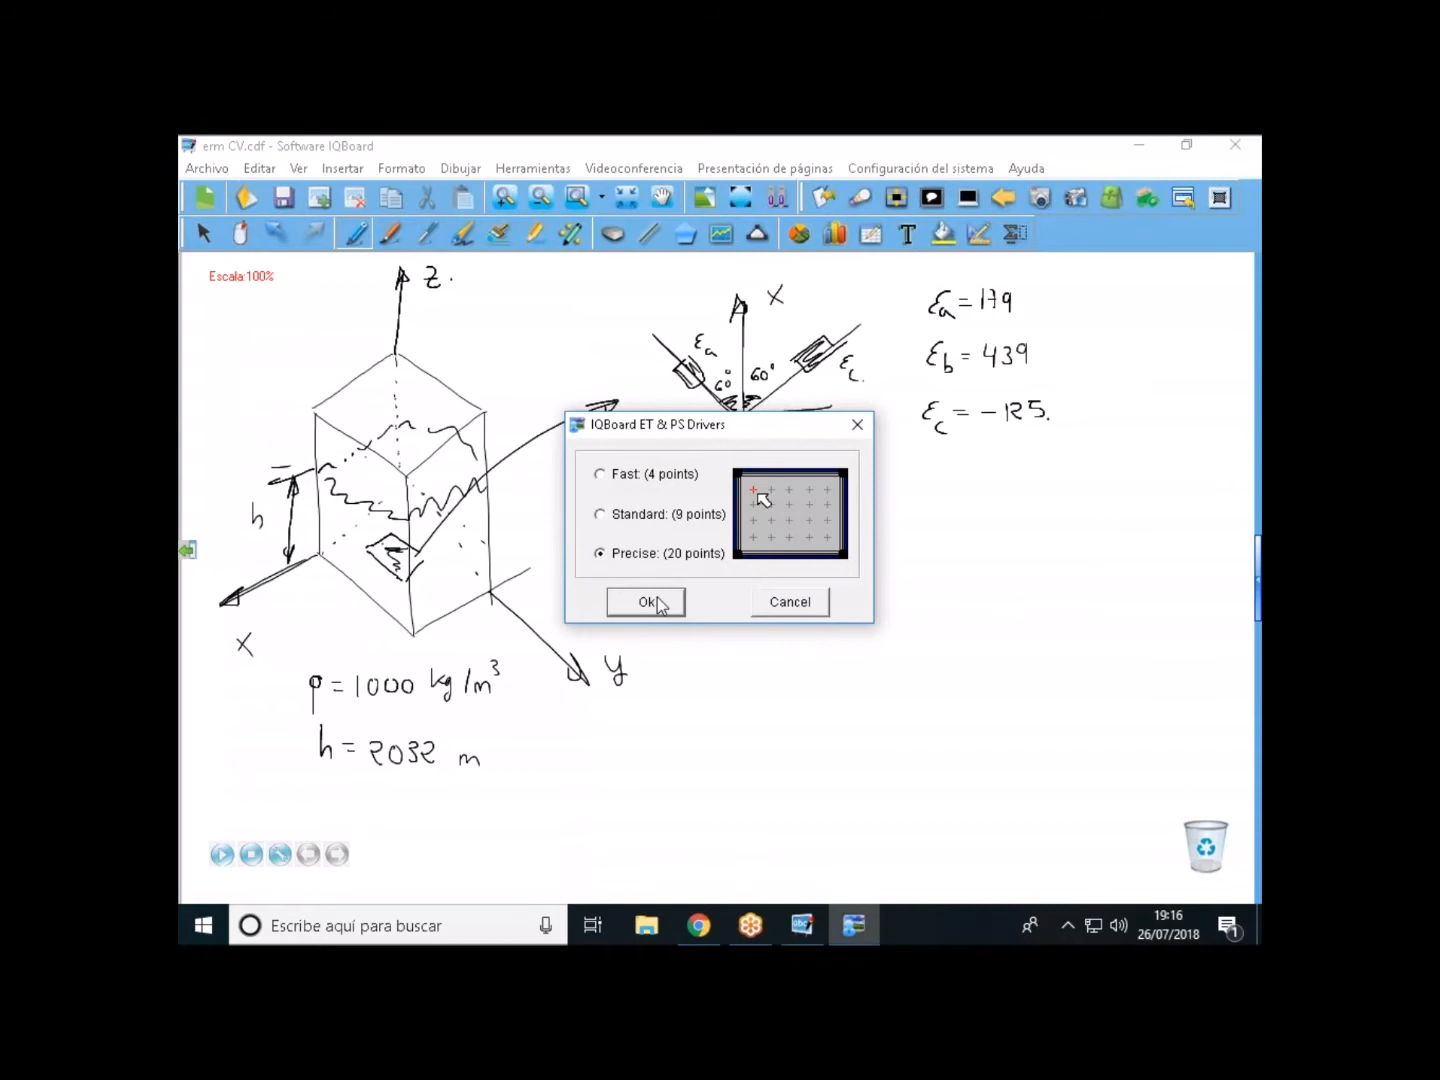 erm CV.cdf - Software IQBoard
Archivo Editar Ver Insertar Formato Dibujar Herramientas Videoconferencia Presentación de páginas Configuración del sistema Ayuda
Escala:100%
Z.
X
εa = 179
εa
60° 60°
εc.
εb = 439
εc = -125.
IQBoard ET & PS Drivers
Fast: (4 points)
Standard: (9 points)
Precise: (20 points)
Ok Cancel
h
X
y
ρ = 1000 kg/m³
h = 2032 m
Escribe aquí para buscar
19:16
26/07/2018
1